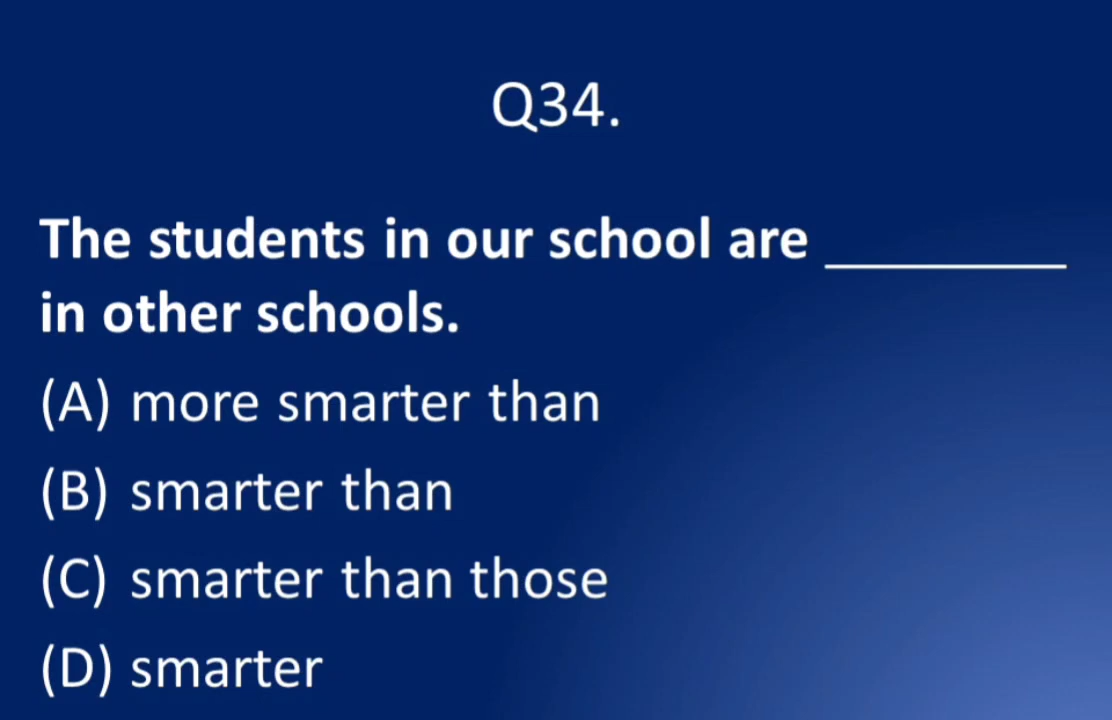 Q34.
The students in our school are __________
in other schools.
(A) more smarter than
(B) smarter than
(C) smarter than those
(D) smarter